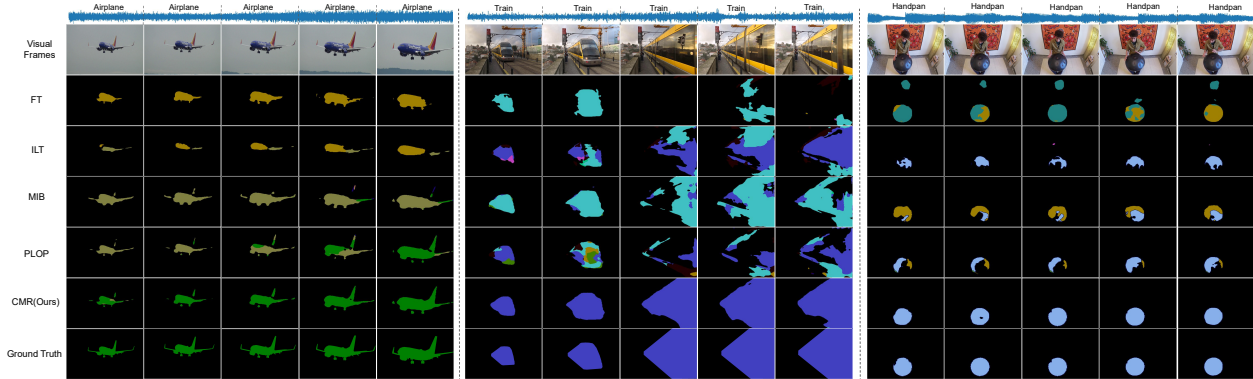 Airplane Airplane Airplane Airplane Airplane Train Train Train Train Train Handpan Handpan Handpan Handpan Handpan
Visual
Frames
FT
ILT
MIB
PLOP
CMR(Ours)
Ground Truth